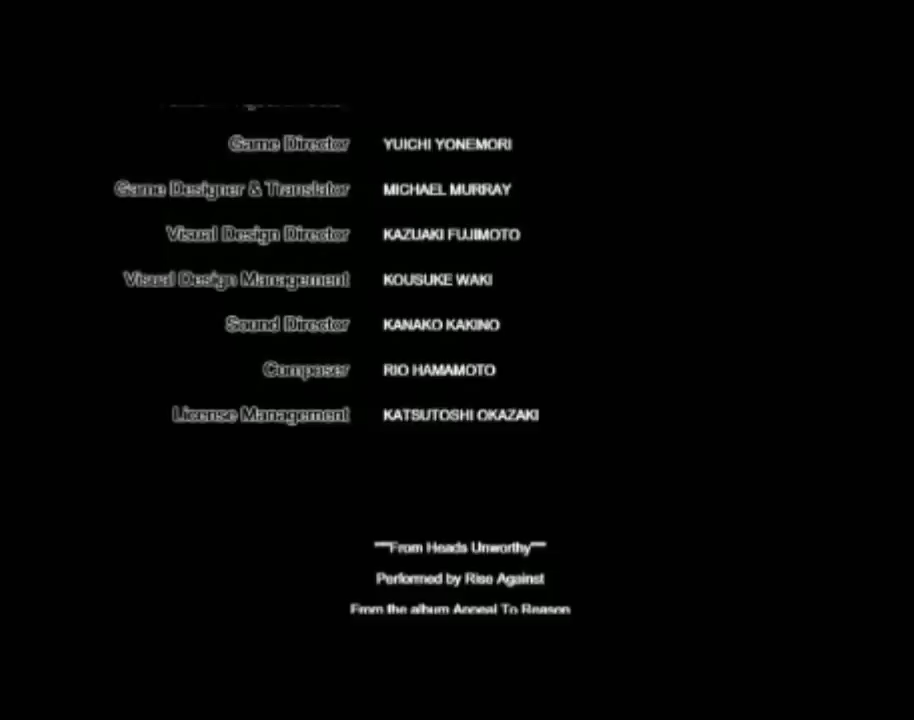 Game Director YUICHI YONEMORI
Game Designer & Translator MICHAEL MURRAY
Visual Design Director KAZUAKI FUJIMOTO
Visual Design Management KOUSUKE WAKI
Sound Director KANAKO KAKINO
Composer RIO HAMAMOTO
License Management KATSUTOSHI OKAZAKI
""From Heads Unworthy""
Performed by Rise Against
From the album Appeal To Reason